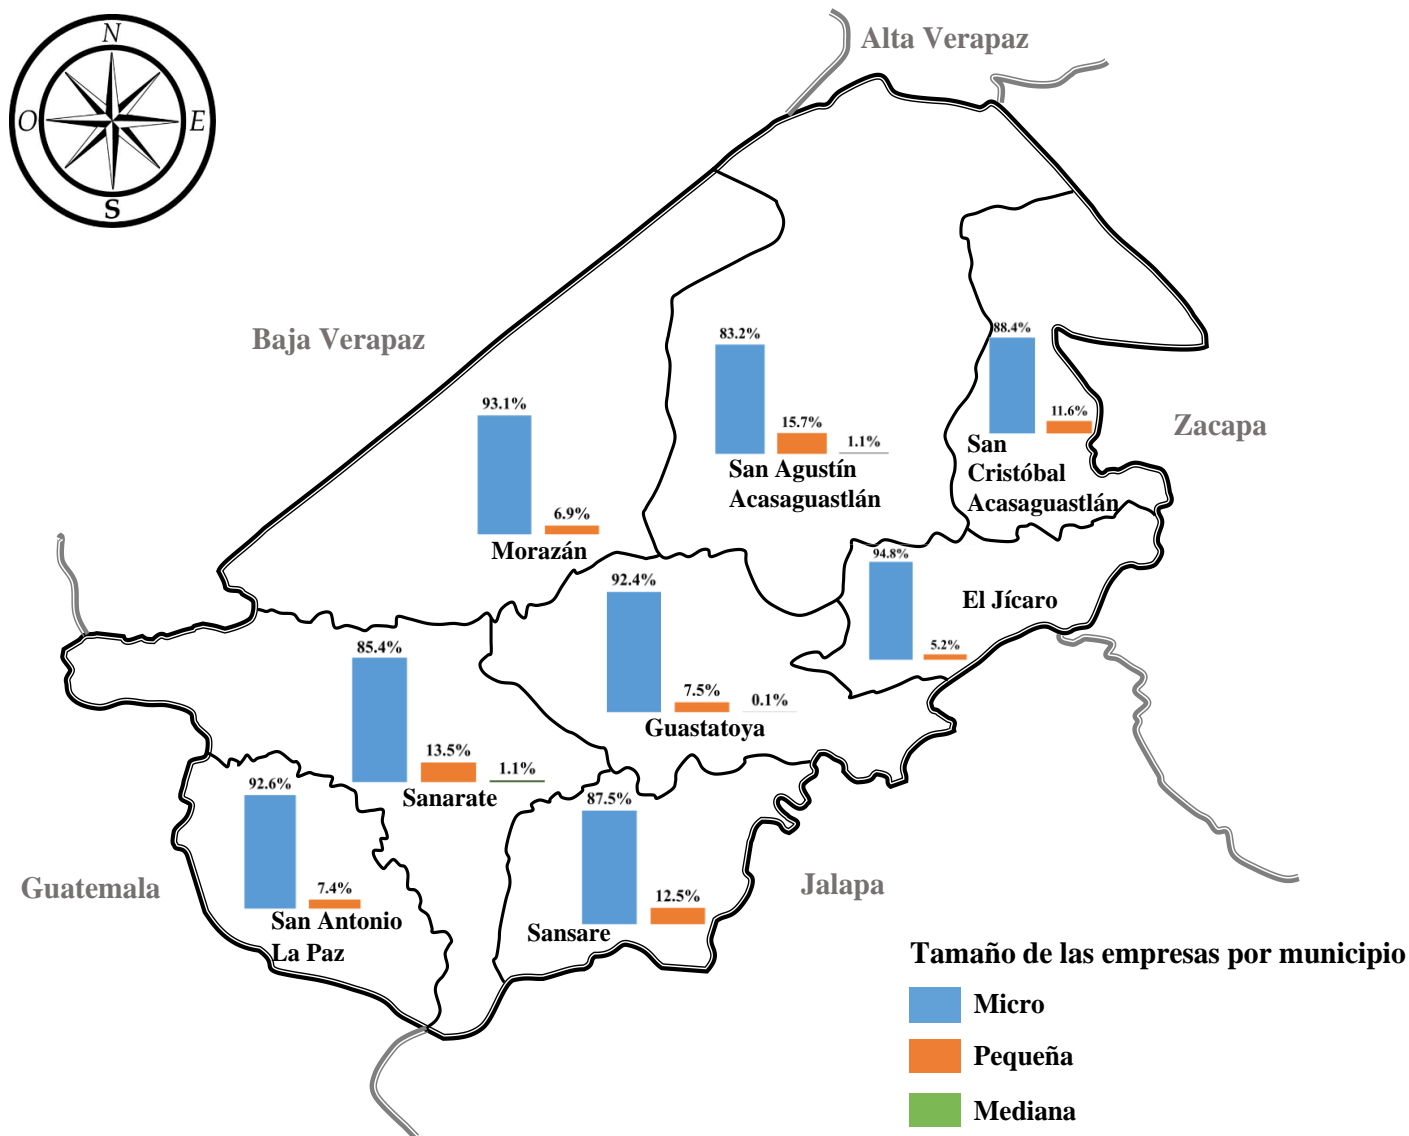 N
Alta Verapaz
O
E
S
Baja Verapaz
83.2%
88.4%
93.1%
15.7%
11.6%
1.1%
Zacapa
San Agustín
Acasaguastlán
San
Cristóbal
Acasaguastlán
6.9%
Morazán
94.8%
92.4%
El Jícaro
85.4%
5.2%
7.5%
0.1%
Guastatoya
13.5%
1.1%
Sanarate
92.6%
87.5%
Guatemala
7.4%
12.5%
Jalapa
San Antonio
La Paz
Sansare
Tamaño de las empresas por municipio
Micro
Pequeña
Mediana